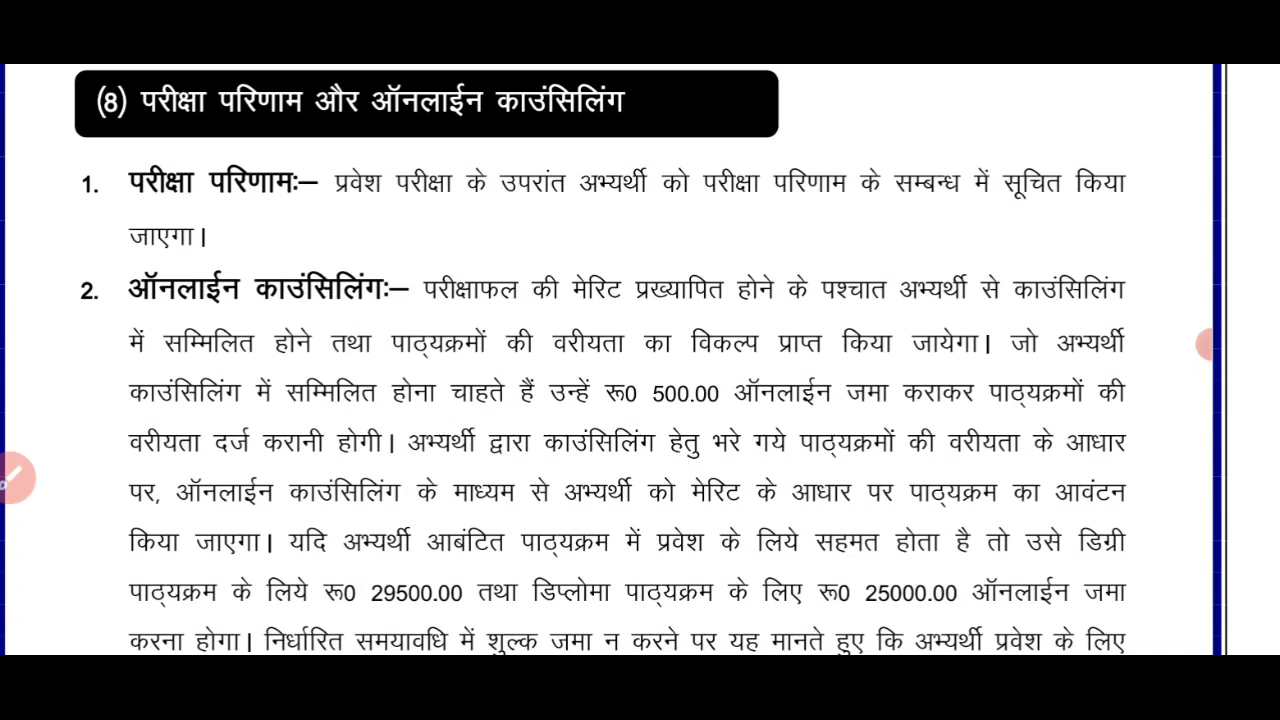 (8) परीक्षा परिणाम और ऑनलाईन काउंसिलिंग
1. परीक्षा परिणामः– प्रवेश परीक्षा के उपरांत अभ्यर्थी को परीक्षा परिणाम के सम्बन्ध में सूचित किया
जाएगा।
2. ऑनलाईन काउंसिलिंगः– परीक्षाफल की मेरिट प्रख्यापित होने के पश्चात अभ्यर्थी से काउंसिलिंग
में सम्मिलित होने तथा पाठ्यक्रमों की वरीयता का विकल्प प्राप्त किया जायेगा। जो अभ्यर्थी
काउंसिलिंग में सम्मिलित होना चाहते हैं उन्हें रू0 500.00 ऑनलाईन जमा कराकर पाठ्यक्रमों की
वरीयता दर्ज करानी होगी। अभ्यर्थी द्वारा काउंसिलिंग हेतु भरे गये पाठ्यक्रमों की वरीयता के आधार
पर, ऑनलाईन काउंसिलिंग के माध्यम से अभ्यर्थी को मेरिट के आधार पर पाठ्यक्रम का आवंटन
किया जाएगा। यदि अभ्यर्थी आबंटित पाठ्यक्रम में प्रवेश के लिये सहमत होता है तो उसे डिग्री
पाठ्यक्रम के लिये रू0 29500.00 तथा डिप्लोमा पाठ्यक्रम के लिए रू0 25000.00 ऑनलाईन जमा
करना होगा। निर्धारित समयावधि में शुल्क जमा न करने पर यह मानते हुए कि अभ्यर्थी प्रवेश के लिए